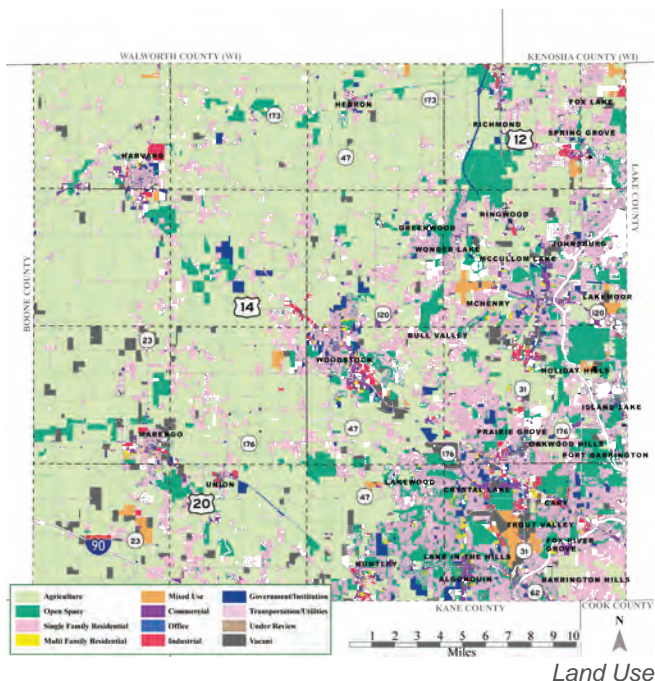 WALWORTH COUNTY (WI)
KENOSHA COUNTY (WI)
FOX LAKE
HEBRON
173
173
RICHMOND
12
SPRING GROVE
HARVARD
47
LAKE COUNTY
RINGWOOD
GREENWOOD
WONDER LAKE
JOHNSBURG
MCCULLOM LAKE
BOONE COUNTY
14
MCHENRY
LAKEMOOR
120
120
BULL VALLEY
23
WOODSTOCK
HOLIDAY HILLS
31
ISLAND LAKE
47
MARENGO
PRAIRIE GROVE
176
176
176
OAKWOOD HILLS
PORT BARRINGTON
UNION
LAKEWOOD
CRYSTAL LAKE
47
CARY
20
TROUT VALLEY
90
23
FOX RIVER
GROVE
31
LAKE IN THE HILLS
HUNTLEY
ALGONQUIN
BARRINGTON HILLS
62
Agriculture
Mixed Use
Government/Institution
Open Space
Commercial
Transportation/Utilities
Single Family Residential
Office
Under Review
Multi Family Residential
Industrial
Vacant
KANE COUNTY
COOK COUNTY
N
1 2 3 4 5 6 7 8 9 10
Miles
Land Use